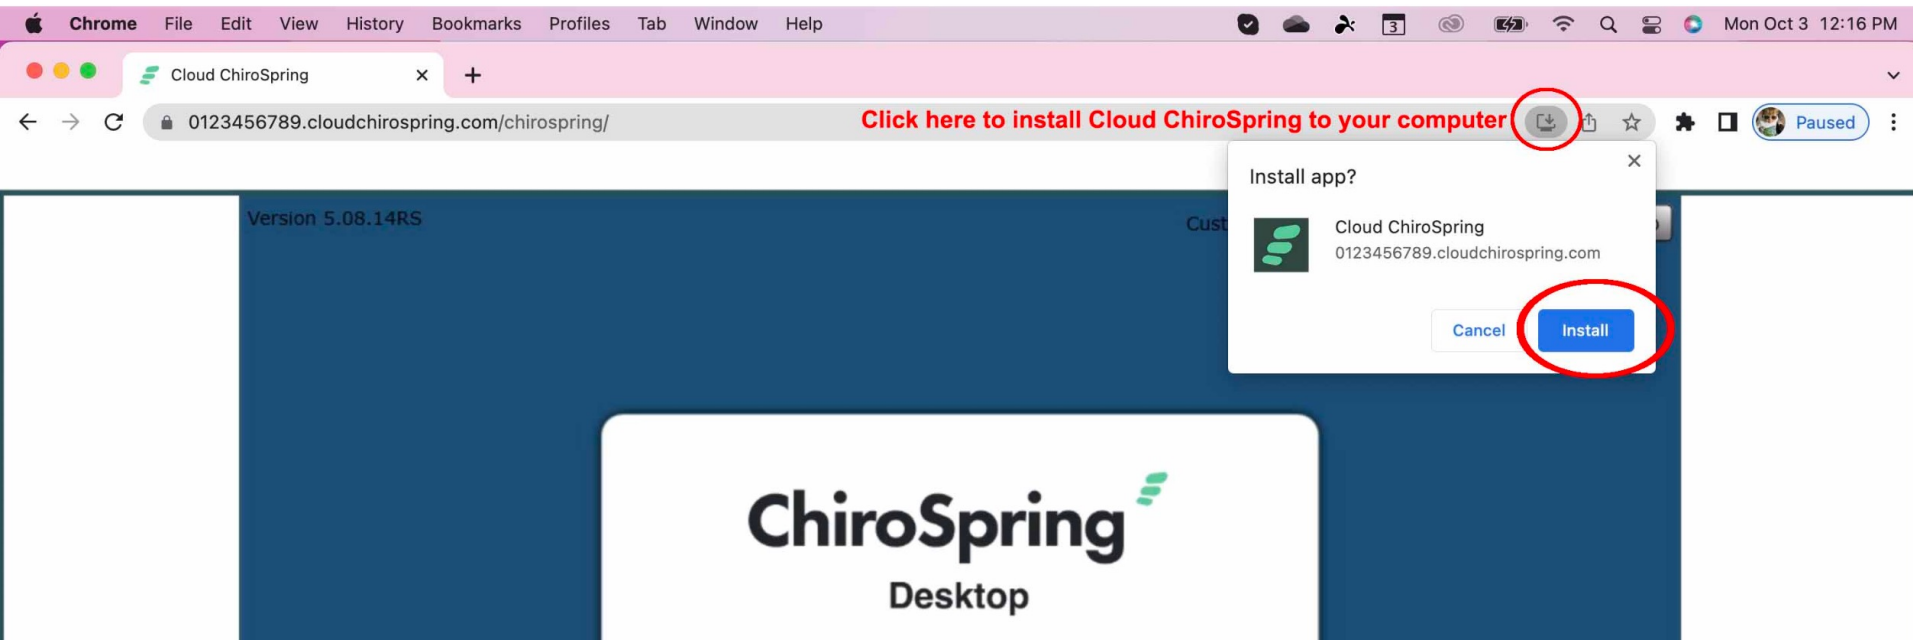 Chrome File Edit View History Bookmarks Profiles Tab Window Help 3 Mon Oct 3 12:16 PM
Cloud ChiroSpring
0123456789.cloudchirospring.com/chirospring/ Click here to install Cloud ChiroSpring to your computer Paused
Install app?
Version 5.08.14RS
Cust
Cloud ChiroSpring
0123456789.cloudchirospring.com
Cancel Install
ChiroSpring
Desktop